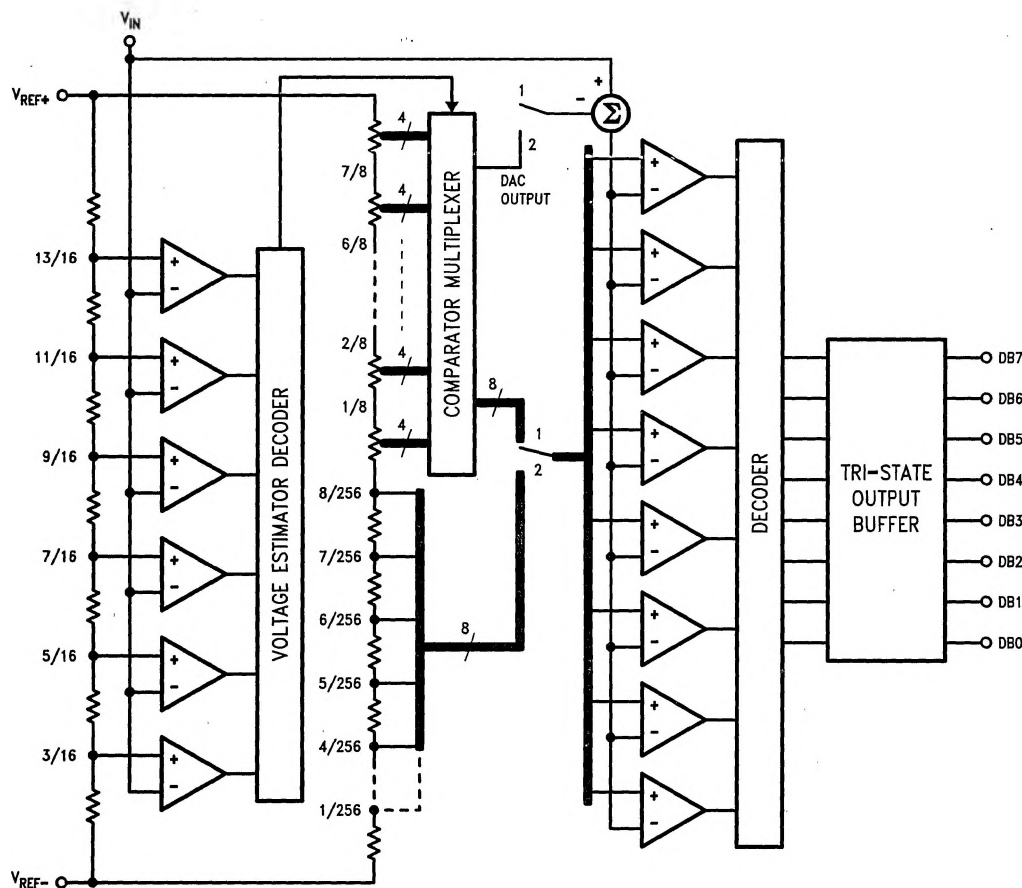 VIN
VREF+
+
−
Σ
1
2
DAC
OUTPUT
4
7/8
4
6/8
2/8
4
1/8
4
COMPARATOR MULTIPLEXER
8
1
2
13/16
11/16
9/16
7/16
5/16
3/16
+
−
+
−
+
−
+
−
+
−
+
−
VOLTAGE ESTIMATOR DECODER
8/256
7/256
6/256
5/256
4/256
1/256
8
+
−
+
−
+
−
+
−
+
−
+
−
+
−
+
−
DECODER
TRI-STATE
OUTPUT
BUFFER
DB7
DB6
DB5
DB4
DB3
DB2
DB1
DB0
VREF−